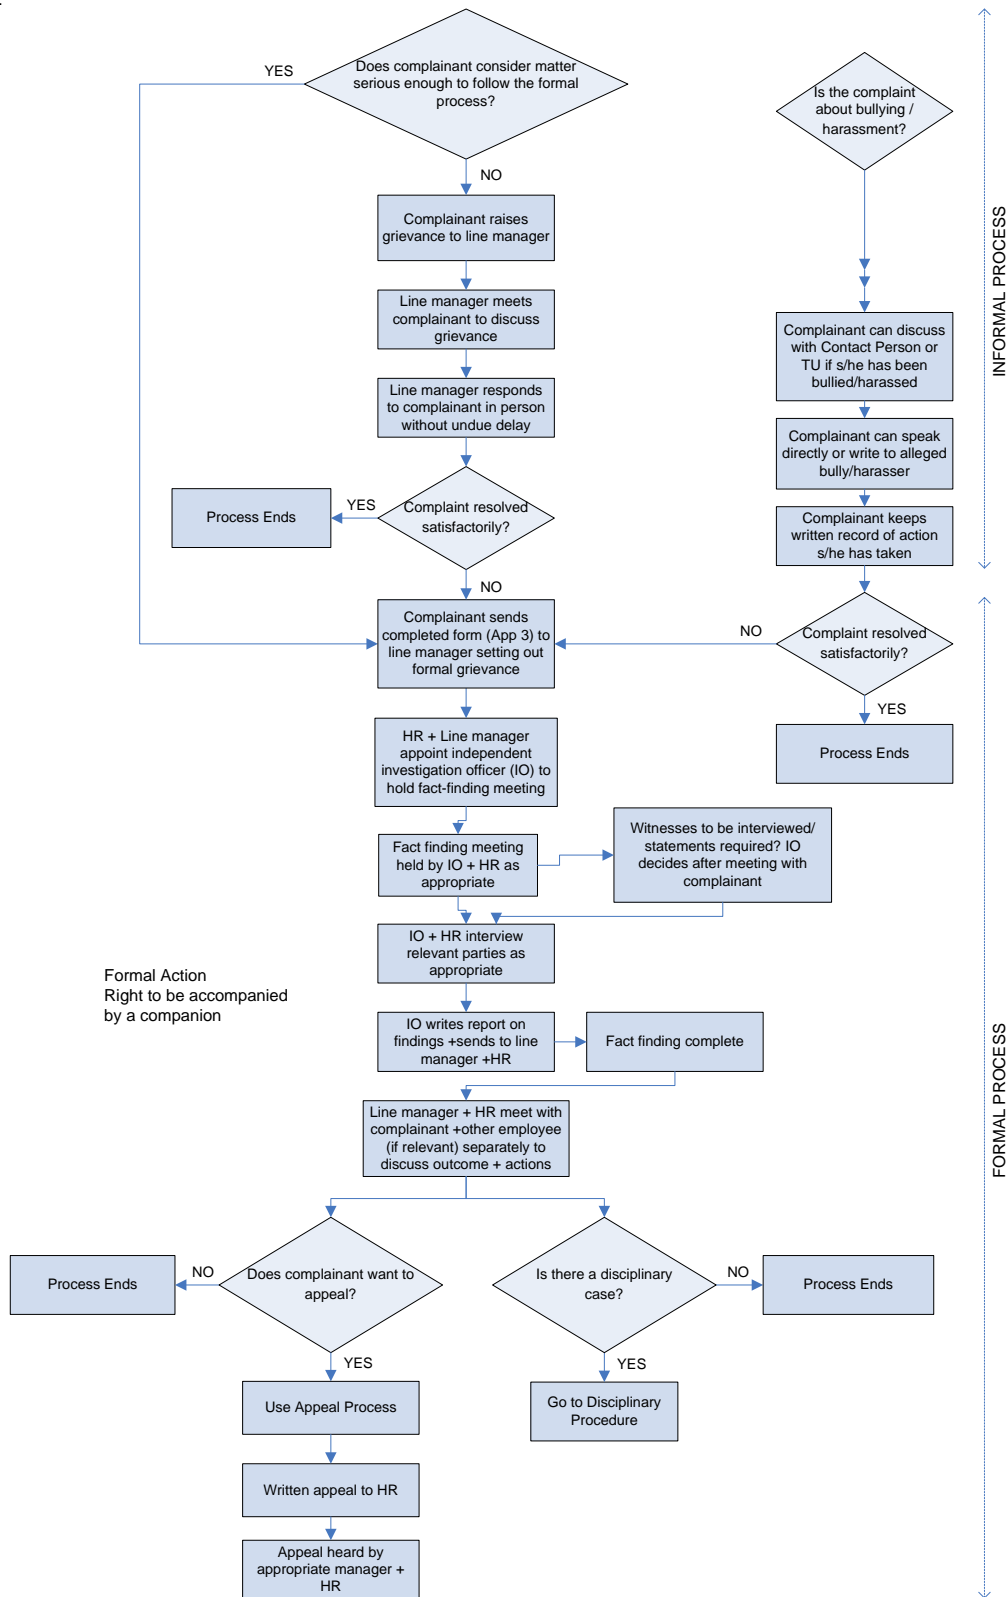 Does complainant consider matter
serious enough to follow the formal
process?
YES
NO
Is the complaint
about bullying /
harassment?
Complainant raises
grievance to line manager
Line manager meets
complainant to discuss
grievance
Line manager responds
to complainant in person
without undue delay
Complaint resolved
satisfactorily?
YES
Process Ends
NO
Complainant can discuss
with Contact Person or
TU if s/he has been
bullied/harassed
Complainant can speak
directly or write to alleged
bully/harasser
Complainant keeps
written record of action
s/he has taken
INFORMAL PROCESS
Complainant sends
completed form (App 3) to
line manager setting out
formal grievance
NO
Complaint resolved
satisfactorily?
YES
Process Ends
HR + Line manager
appoint independent
investigation officer (IO) to
hold fact-finding meeting
Fact finding meeting
held by IO + HR as
appropriate
Witnesses to be interviewed/
statements required? IO
decides after meeting with
complainant
IO + HR interview
relevant parties as
appropriate
Formal Action
Right to be accompanied
by a companion
IO writes report on
findings +sends to line
manager +HR
Fact finding complete
Line manager + HR meet with
complainant +other employee
(if relevant) separately to
discuss outcome + actions
FORMAL PROCESS
Does complainant want to
appeal?
NO
Process Ends
YES
Is there a disciplinary
case?
NO
Process Ends
YES
Use Appeal Process
Go to Disciplinary
Procedure
Written appeal to HR
Appeal heard by
appropriate manager +
HR